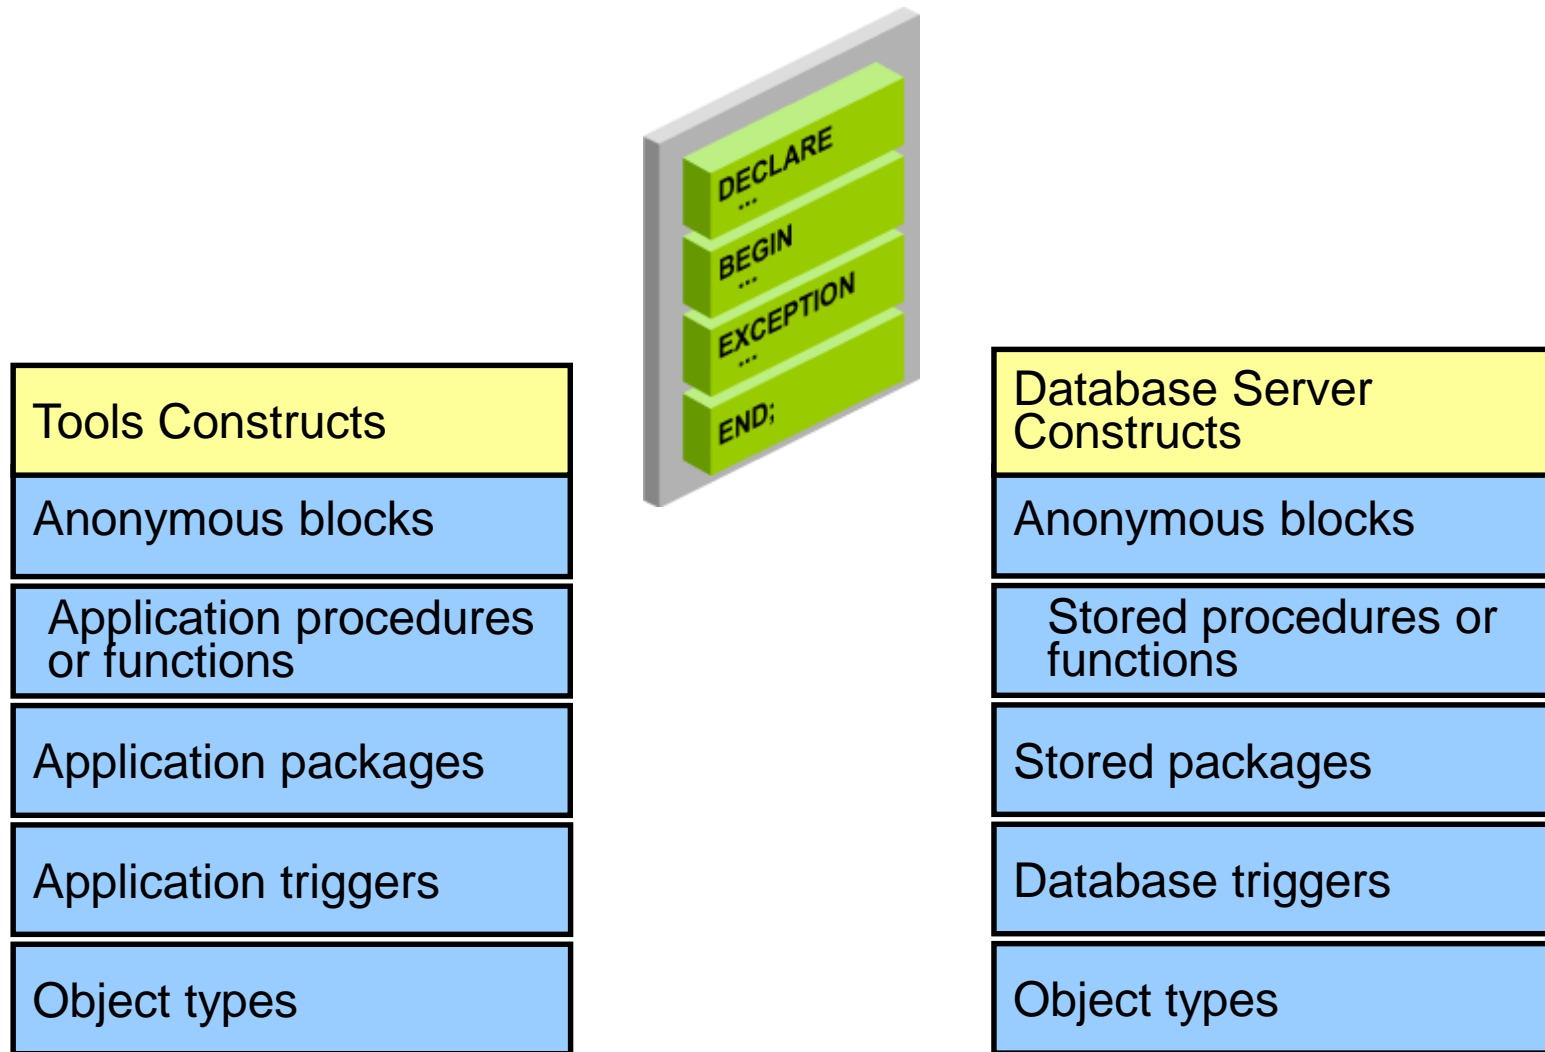 DECLARE
...
BEGIN
...
EXCEPTION
...
END;
Tools Constructs
Anonymous blocks
Application procedures
or functions
Application packages
Application triggers
Object types
Database Server
Constructs
Anonymous blocks
Stored procedures or
functions
Stored packages
Database triggers
Object types